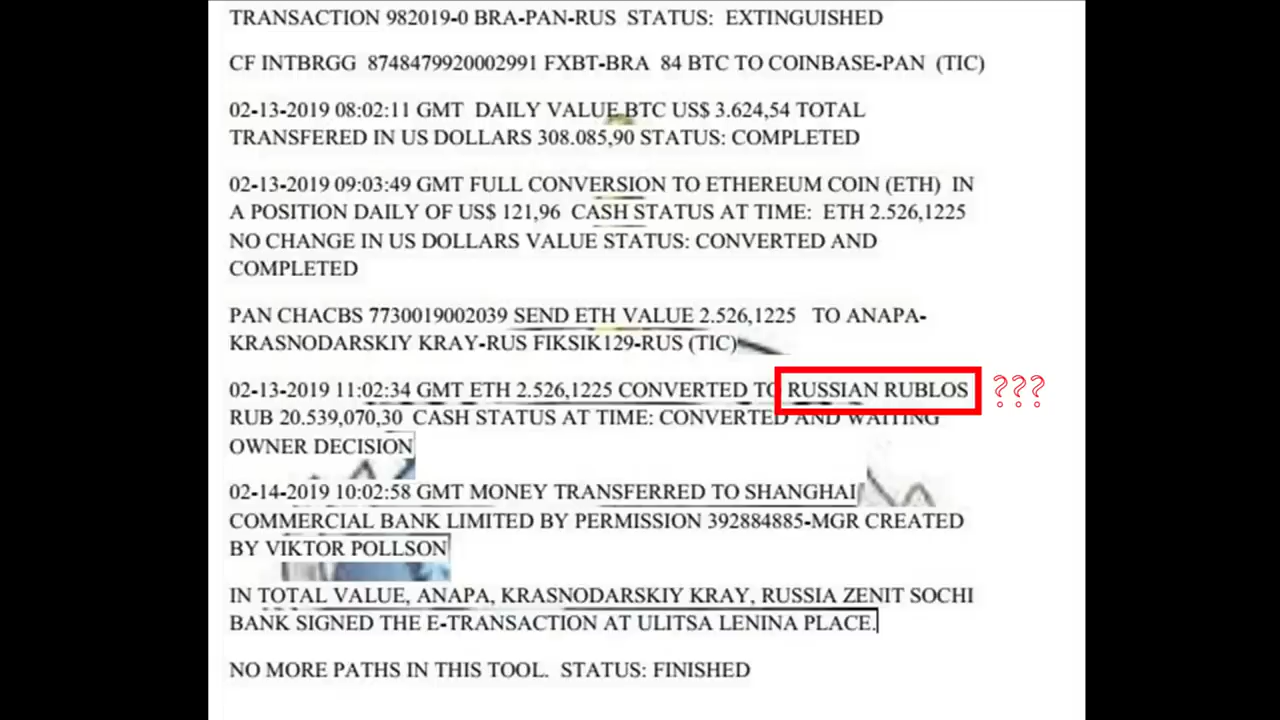 TRANSACTION 982019-0 BRA-PAN-RUS STATUS: EXTINGUISHED
CF INTBRGG 8748479920002991 FXBT-BRA 84 BTC TO COINBASE-PAN (TIC)
02-13-2019 08:02:11 GMT DAILY VALUE BTC US$ 3.624,54 TOTAL
TRANSFERED IN US DOLLARS 308.085,90 STATUS: COMPLETED
02-13-2019 09:03:49 GMT FULL CONVERSION TO ETHEREUM COIN (ETH) IN
A POSITION DAILY OF US$ 121,96 CASH STATUS AT TIME: ETH 2.526,1225
NO CHANGE IN US DOLLARS VALUE STATUS: CONVERTED AND
COMPLETED
PAN CHACBS 7730019002039 SEND ETH VALUE 2.526,1225 TO ANAPA-
KRASNODARSKIY KRAY-RUS FIKSIK129-RUS (TIC)
02-13-2019 11:02:34 GMT ETH 2.526,1225 CONVERTED TO RUSSIAN RUBLOS ???
RUB 20.539,070,30 CASH STATUS AT TIME: CONVERTED AND WAITING
OWNER DECISION
02-14-2019 10:02:58 GMT MONEY TRANSFERRED TO SHANGHAI
COMMERCIAL BANK LIMITED BY PERMISSION 392884885-MGR CREATED
BY VIKTOR POLLSON
IN TOTAL VALUE, ANAPA, KRASNODARSKIY KRAY, RUSSIA ZENIT SOCHI
BANK SIGNED THE E-TRANSACTION AT ULITSA LENINA PLACE.
NO MORE PATHS IN THIS TOOL. STATUS: FINISHED